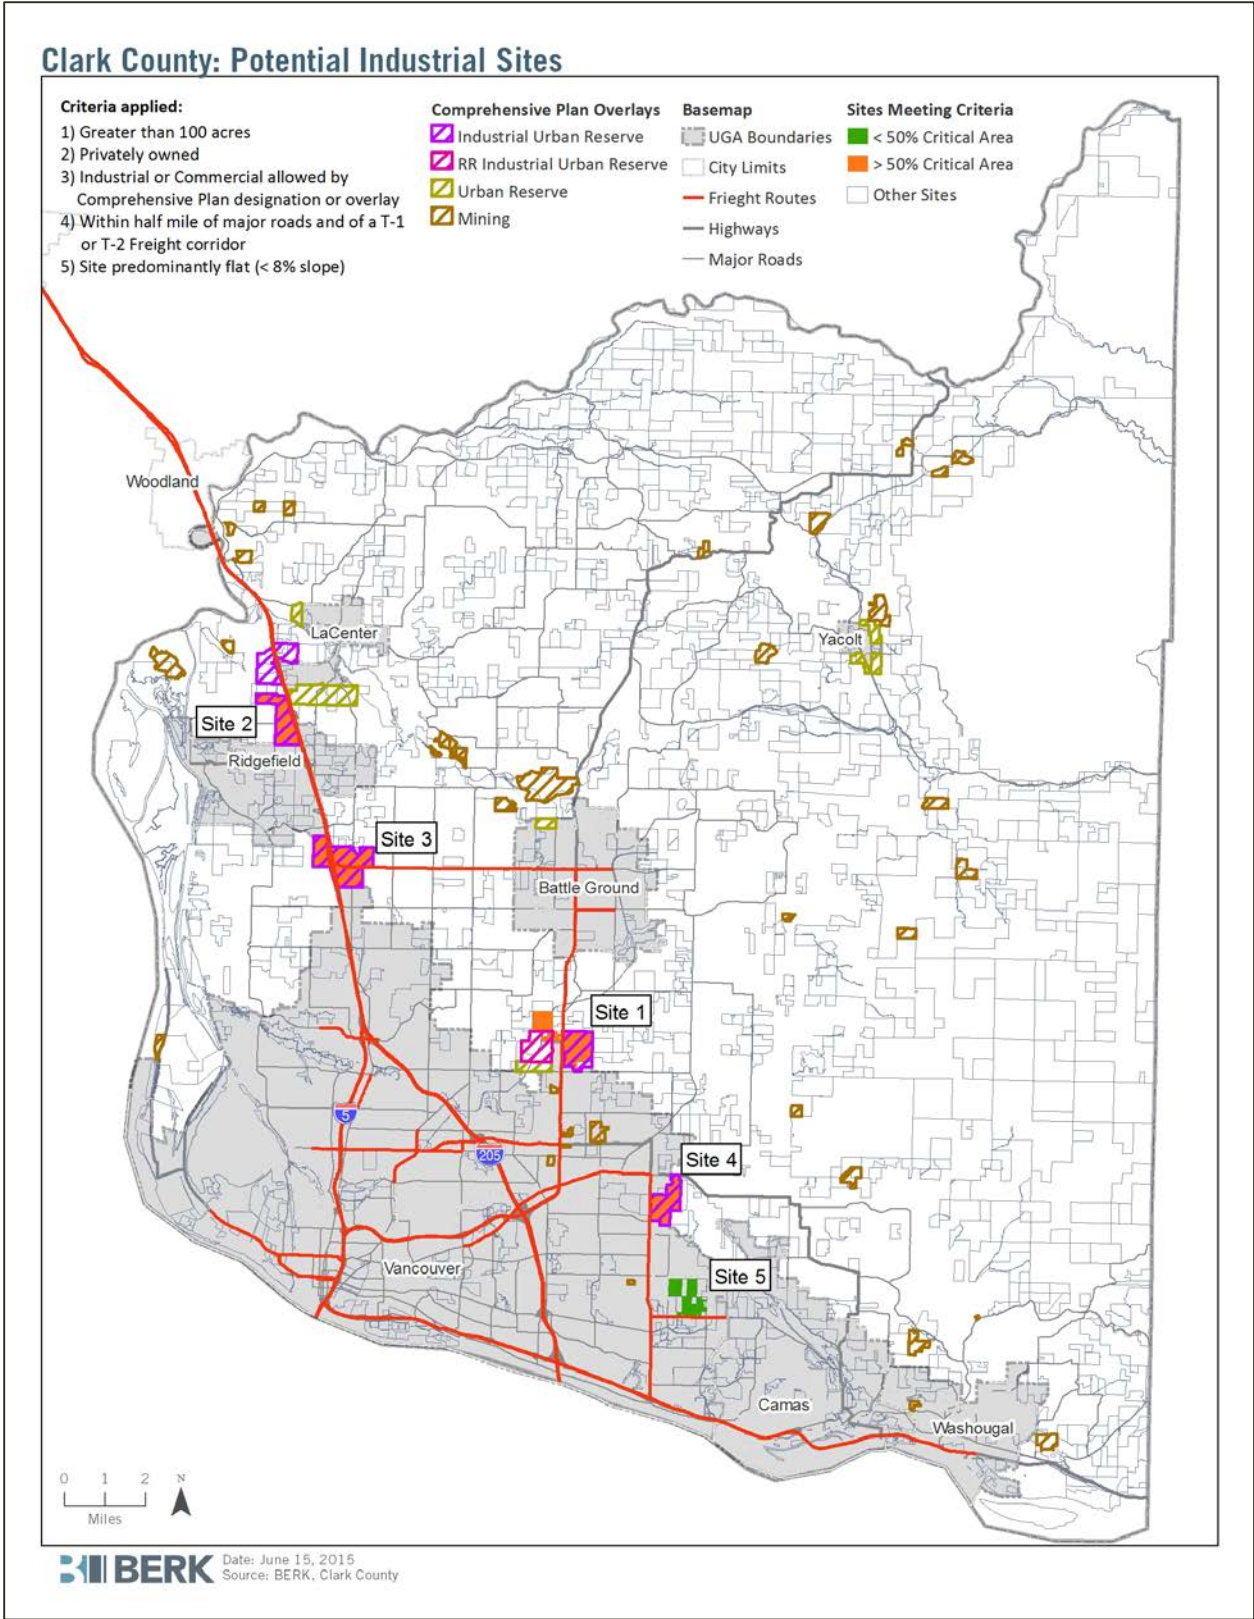 Clark County: Potential Industrial Sites
Criteria applied:
1) Greater than 100 acres
2) Privately owned
3) Industrial or Commercial allowed by
Comprehensive Plan designation or overlay
4) Within half mile of major roads and of a T-1
or T-2 Freight corridor
5) Site predominantly flat (< 8% slope)
Comprehensive Plan Overlays
Industrial Urban Reserve
RR Industrial Urban Reserve
Urban Reserve
Mining
Basemap
UGA Boundaries
City Limits
Frieght Routes
Highways
Major Roads
Sites Meeting Criteria
< 50% Critical Area
> 50% Critical Area
Other Sites
Woodland
LaCenter
Yacolt
Site 2
Ridgefield
Site 3
Battle Ground
Site 1
5
205
Site 4
Vancouver
Site 5
Camas
Washougal
0 1 2 N
Miles
BERK
Date: June 15, 2015
Source: BERK, Clark County